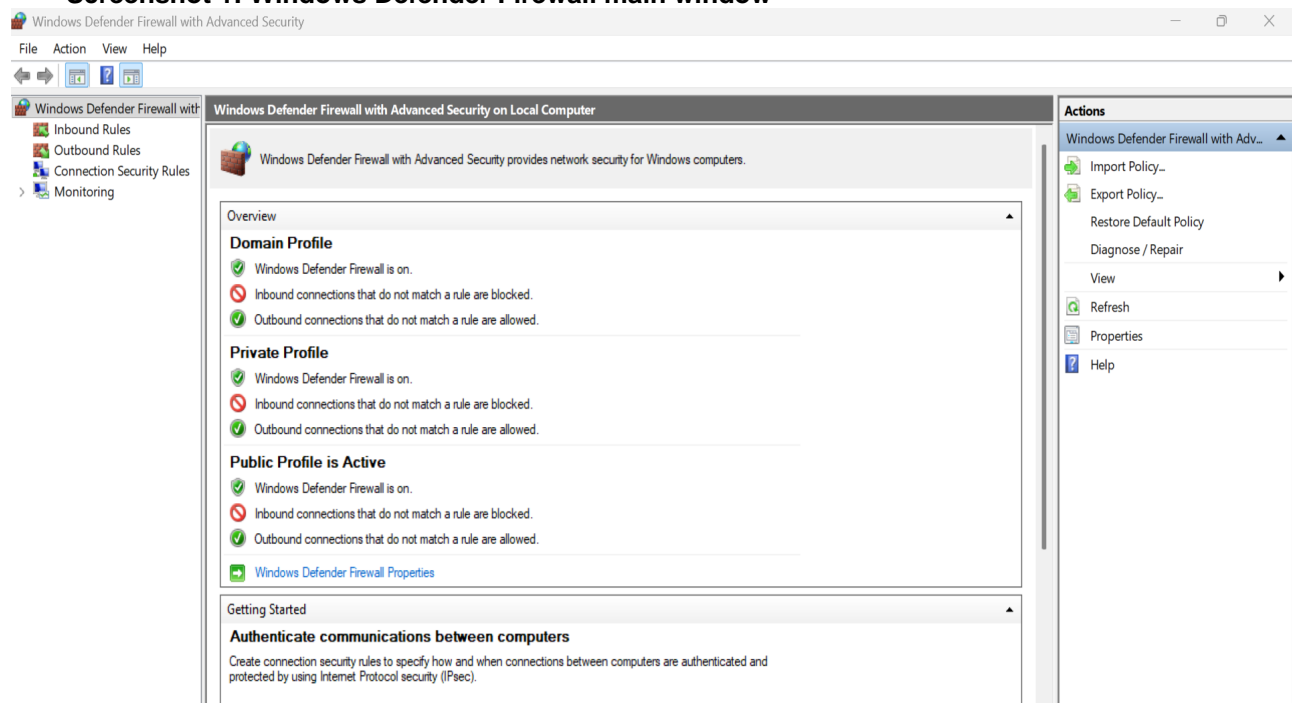 Screenshot 1: Windows Defender Firewall main window
Windows Defender Firewall with Advanced Security
File Action View Help
Windows Defender Firewall with
Inbound Rules
Outbound Rules
Connection Security Rules
Monitoring
Windows Defender Firewall with Advanced Security on Local Computer
Windows Defender Firewall with Advanced Security provides network security for Windows computers.
Overview
Domain Profile
Windows Defender Firewall is on.
Inbound connections that do not match a rule are blocked.
Outbound connections that do not match a rule are allowed.
Private Profile
Windows Defender Firewall is on.
Inbound connections that do not match a rule are blocked.
Outbound connections that do not match a rule are allowed.
Public Profile is Active
Windows Defender Firewall is on.
Inbound connections that do not match a rule are blocked.
Outbound connections that do not match a rule are allowed.
Windows Defender Firewall Properties
Getting Started
Authenticate communications between computers
Create connection security rules to specify how and when connections between computers are authenticated and
protected by using Internet Protocol security (IPsec).
Actions
Windows Defender Firewall with Adv...
Import Policy...
Export Policy...
Restore Default Policy
Diagnose / Repair
View
Refresh
Properties
Help